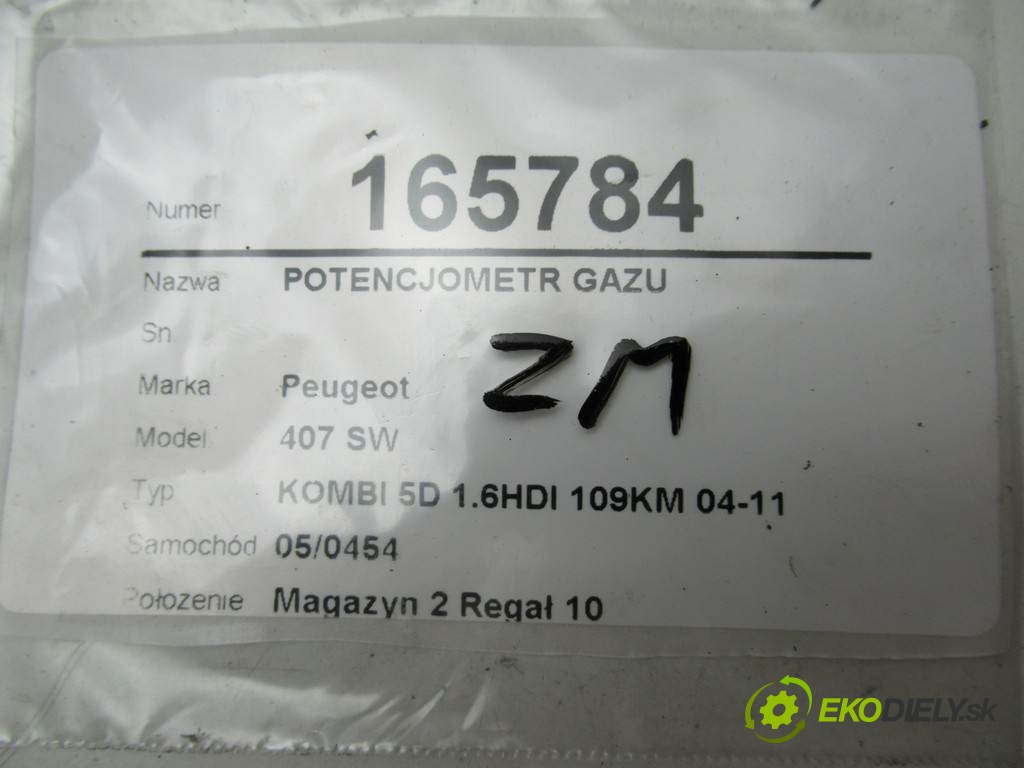 Numer 165784
Nazwa POTENCJOMETR GAZU
Sn.
ZM
Marka Peugeot
Model 407 SW
Typ KOMBI 5D 1.6HDI 109KM 04-11
Samochód 05/0454
Położenie Magazyn 2 Regał 10
EKODIELY.sk